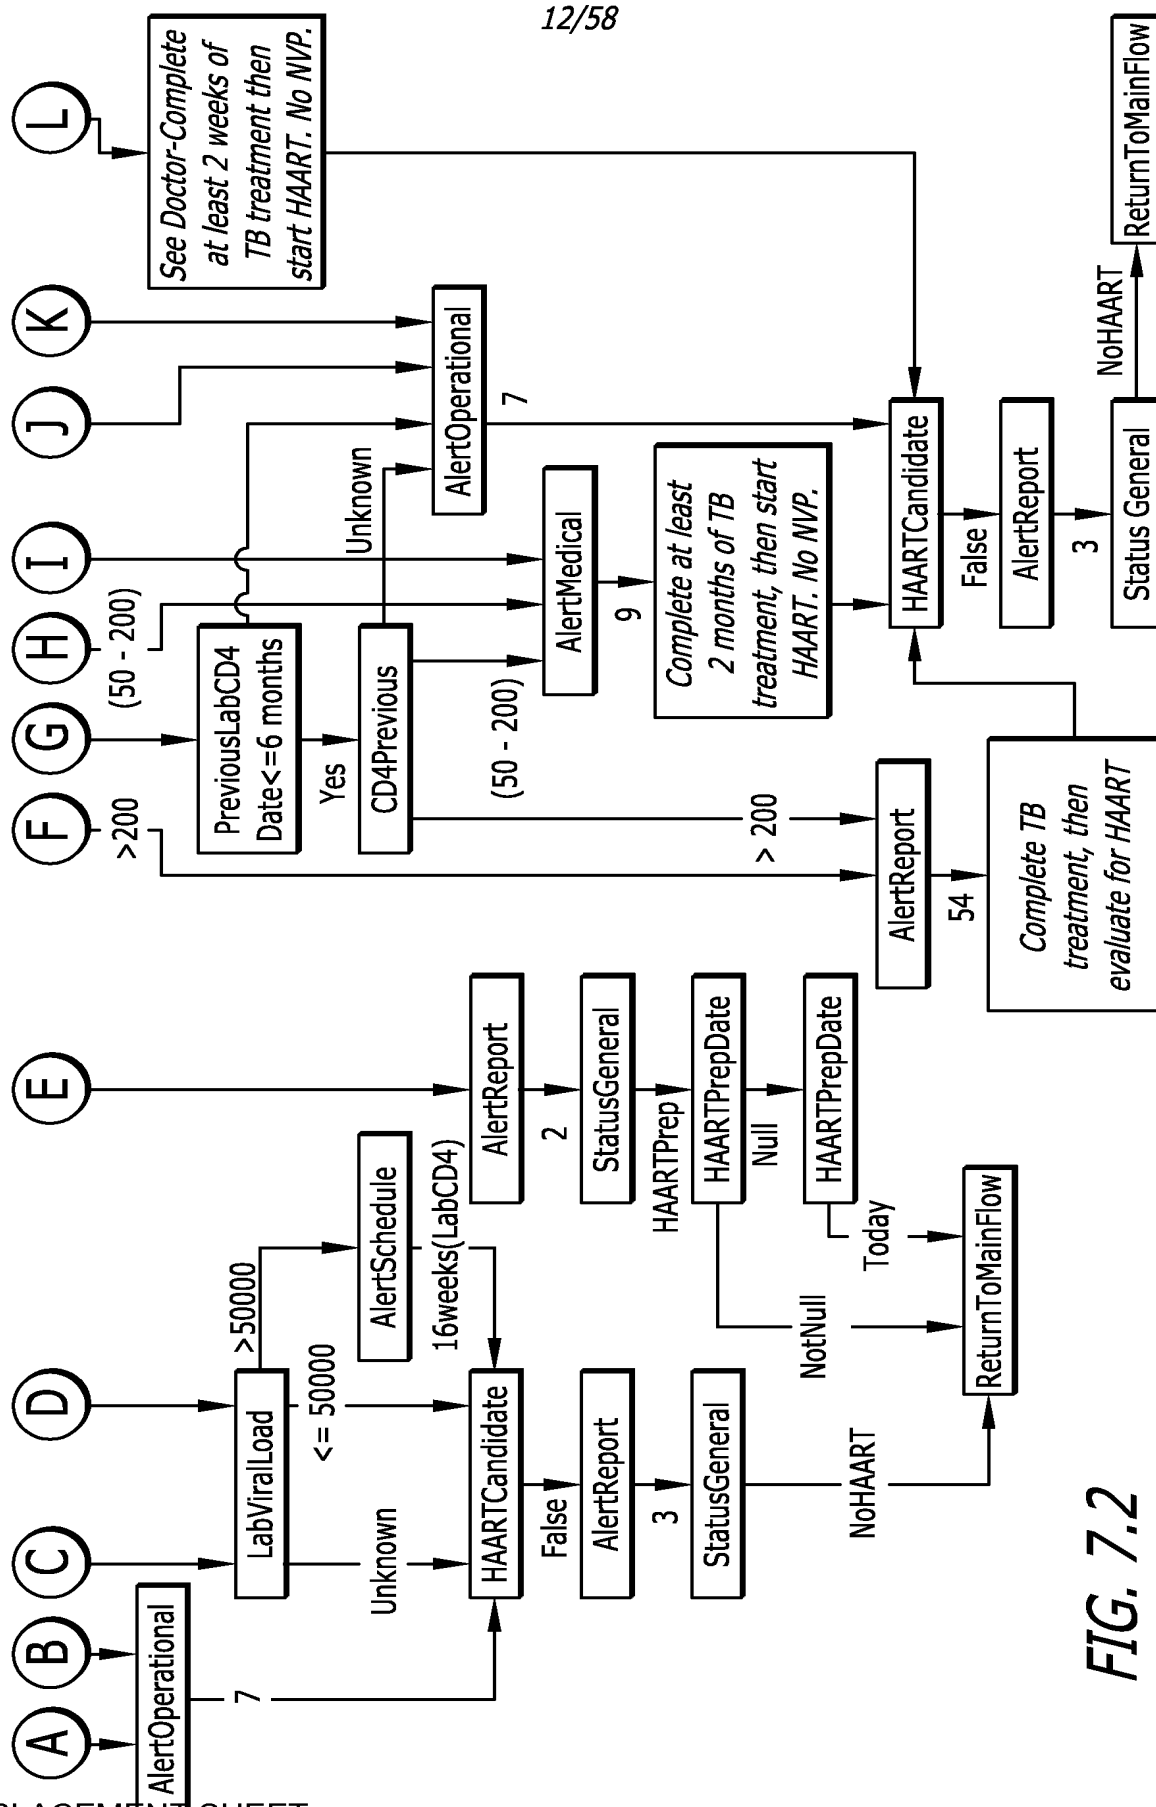 12/58
A
B
C
D
E
F
G
H
I
J
K
L
>200
(50 - 200)
See Doctor-Complete
at least 2 weeks of
TB treatment then
start HAART. No NVP.
AlertOperational
7
LabViralLoad
>50000
<= 50000
Unknown
AlertSchedule
16weeks(LabCD4)
HAARTCandidate
False
AlertReport
3
StatusGeneral
NoHAART
AlertReport
2
StatusGeneral
HAARTPrep
HAARTPrepDate
Null
NotNull
HAARTPrepDate
Today
ReturnToMainFlow
PreviousLabCD4
Date<=6 months
Yes
CD4Previous
Unknown
(50 - 200)
> 200
AlertOperational
7
AlertMedical
9
Complete at least
2 months of TB
treatment, then start
HAART. No NVP.
AlertReport
54
Complete TB
treatment, then
evaluate for HAART
HAARTCandidate
False
AlertReport
3
Status General
NoHAART
ReturnToMainFlow
FIG. 7.2